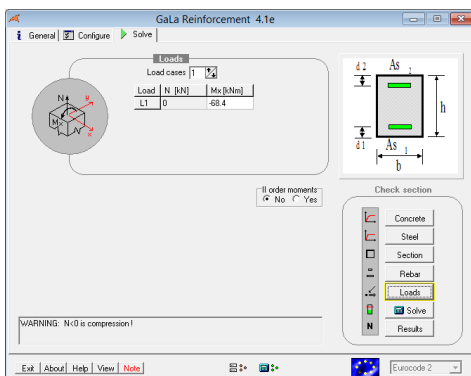 GaLa Reinforcement 4.1e
General Configure Solve
Loads
Load cases 1
Load N [kN] Mx [kNm]
L1 0 -68.4
N y Mx x
d 2 As 2
h
d1 As 1
b
II order moments
No Yes
Check section
Concrete
Steel
Section
Rebar
Loads
Solve
N Results
WARNING: N<0 is compression!
Exit About Help View Note
Eurocode 2